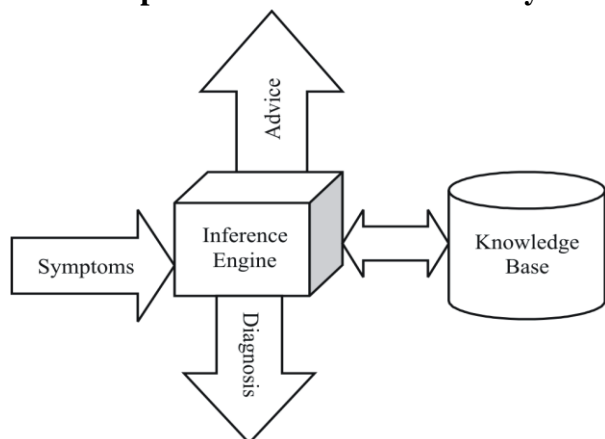 Advice
Inference
Engine
Symptoms
Knowledge
Base
Diagnosis